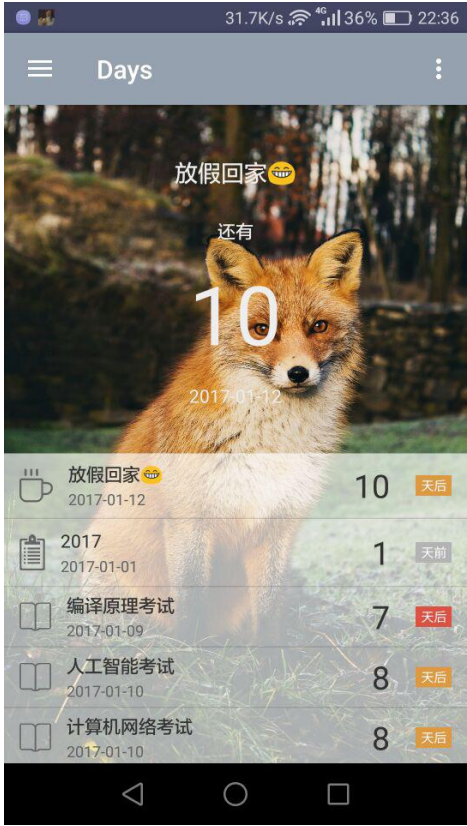 31.7K/s 4G 36% 22:36
Days
放假回家😁
还有
10
2017-01-12
放假回家😁
2017-01-12
10 天后
2017
2017-01-01
1 天前
编译原理考试
2017-01-09
7 天后
人工智能考试
2017-01-10
8 天后
计算机网络考试
2017-01-10
8 天后